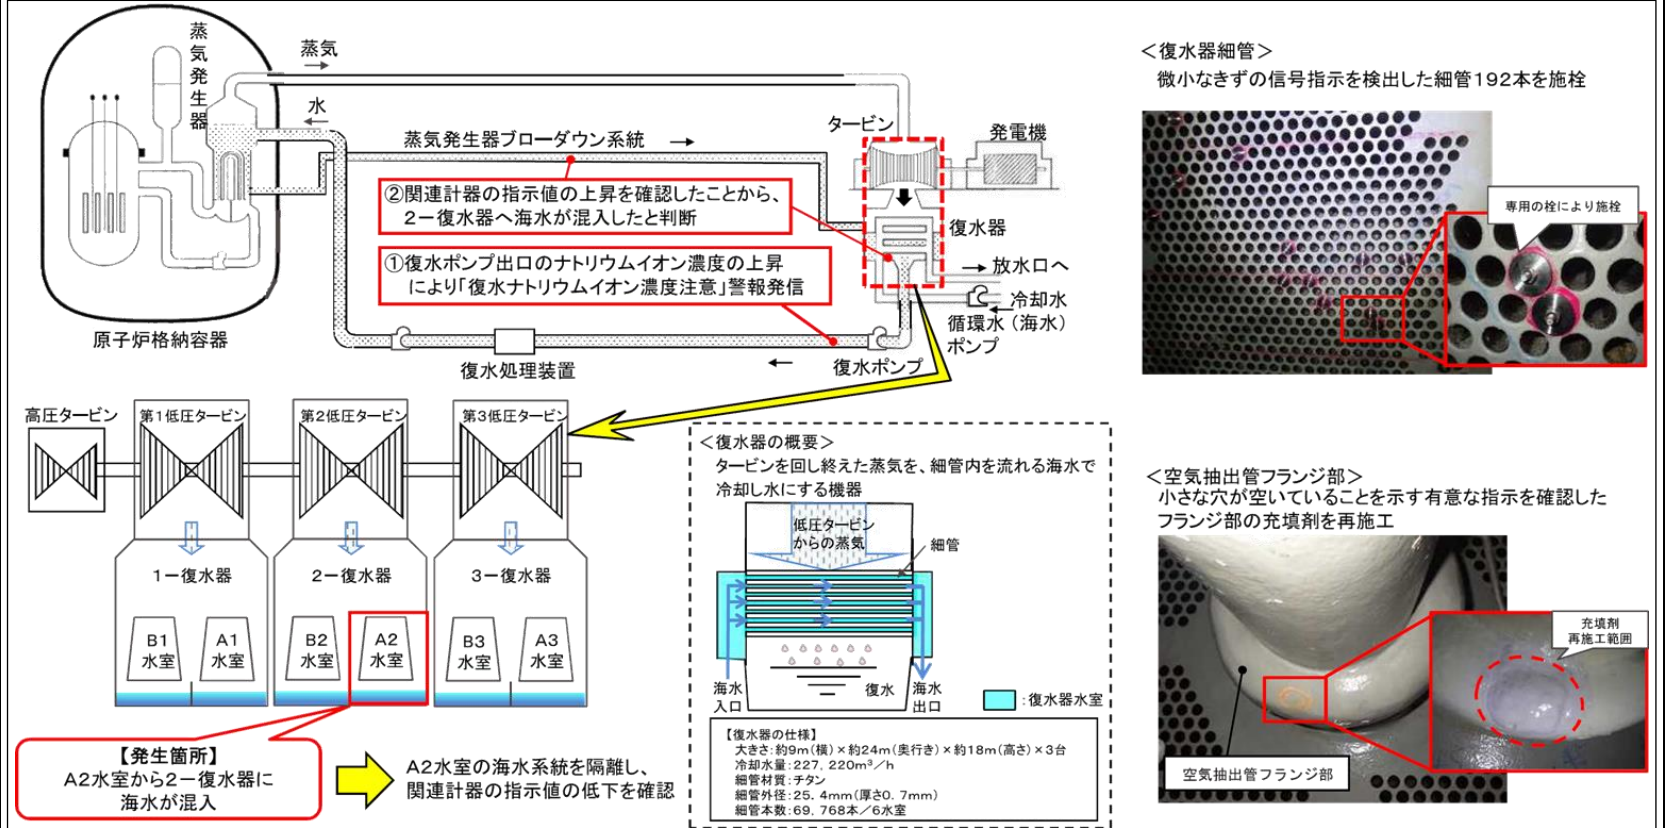 蒸気発生器
蒸気
水
蒸気発生器ブローダウン系統
タービン
発電機
②関連計器の指示値の上昇を確認したことから、
2-復水器へ海水が混入したと判断
復水器
①復水ポンプ出口のナトリウムイオン濃度の上昇
により「復水ナトリウムイオン濃度注意」警報発信
放水口へ
冷却水
循環水(海水)
ポンプ
原子炉格納容器
復水処理装置
復水ポンプ
高圧タービン
第1低圧タービン
第2低圧タービン
第3低圧タービン
1-復水器
2-復水器
3-復水器
B1
水室
A1
水室
B2
水室
A2
水室
B3
水室
A3
水室
【発生箇所】
A2水室から2-復水器に
海水が混入
A2水室の海水系統を隔離し、
関連計器の指示値の低下を確認
<復水器の概要>
タービンを回し終えた蒸気を、細管内を流れる海水で
冷却し水にする機器
低圧タービン
からの蒸気
細管
海水
入口
復水
海水
出口
:復水器水室
【復水器の仕様】
大きさ:約9m(横)×約24m(奥行き)×約18m(高さ)×3台
冷却水量:227,220m³/h
細管材質:チタン
細管外径:25.4mm(厚さ0.7mm)
細管本数:69,768本/6水室
<復水器細管>
微小なきずの信号指示を検出した細管192本を施栓
専用の栓により施栓
<空気抽出管フランジ部>
小さな穴が空いていることを示す有意な指示を確認した
フランジ部の充填剤を再施工
充填剤
再施工範囲
空気抽出管フランジ部